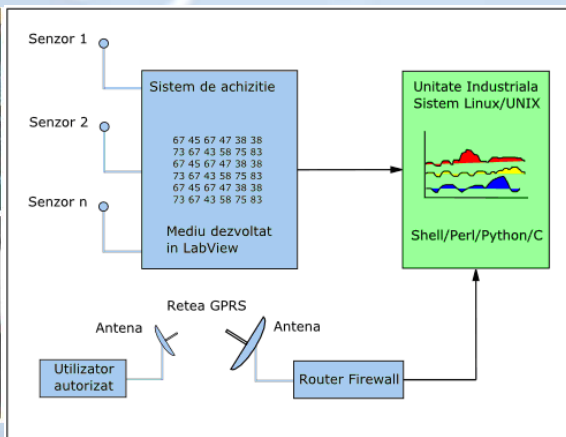 Senzor 1
Senzor 2
Senzor n
Sistem de achizitie
67 45 67 47 38 38
73 67 43 58 75 83
67 45 67 47 38 38
73 67 43 58 75 83
67 45 67 47 38 38
73 67 43 58 75 83
Mediu dezvoltat
in LabView
Unitate Industriala
Sistem Linux/UNIX
Shell/Perl/Python/C
Retea GPRS
Antena
Antena
Utilizator
autorizat
Router Firewall